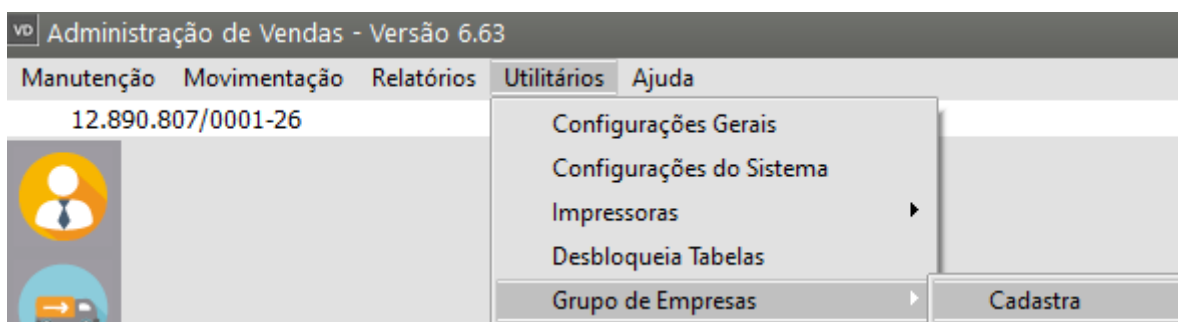 VD Administração de Vendas - Versão 6.63
Manutenção Movimentação Relatórios Utilitários Ajuda
12.890.807/0001-26
Configurações Gerais
Configurações do Sistema
Impressoras
Desbloqueia Tabelas
Grupo de Empresas Cadastra